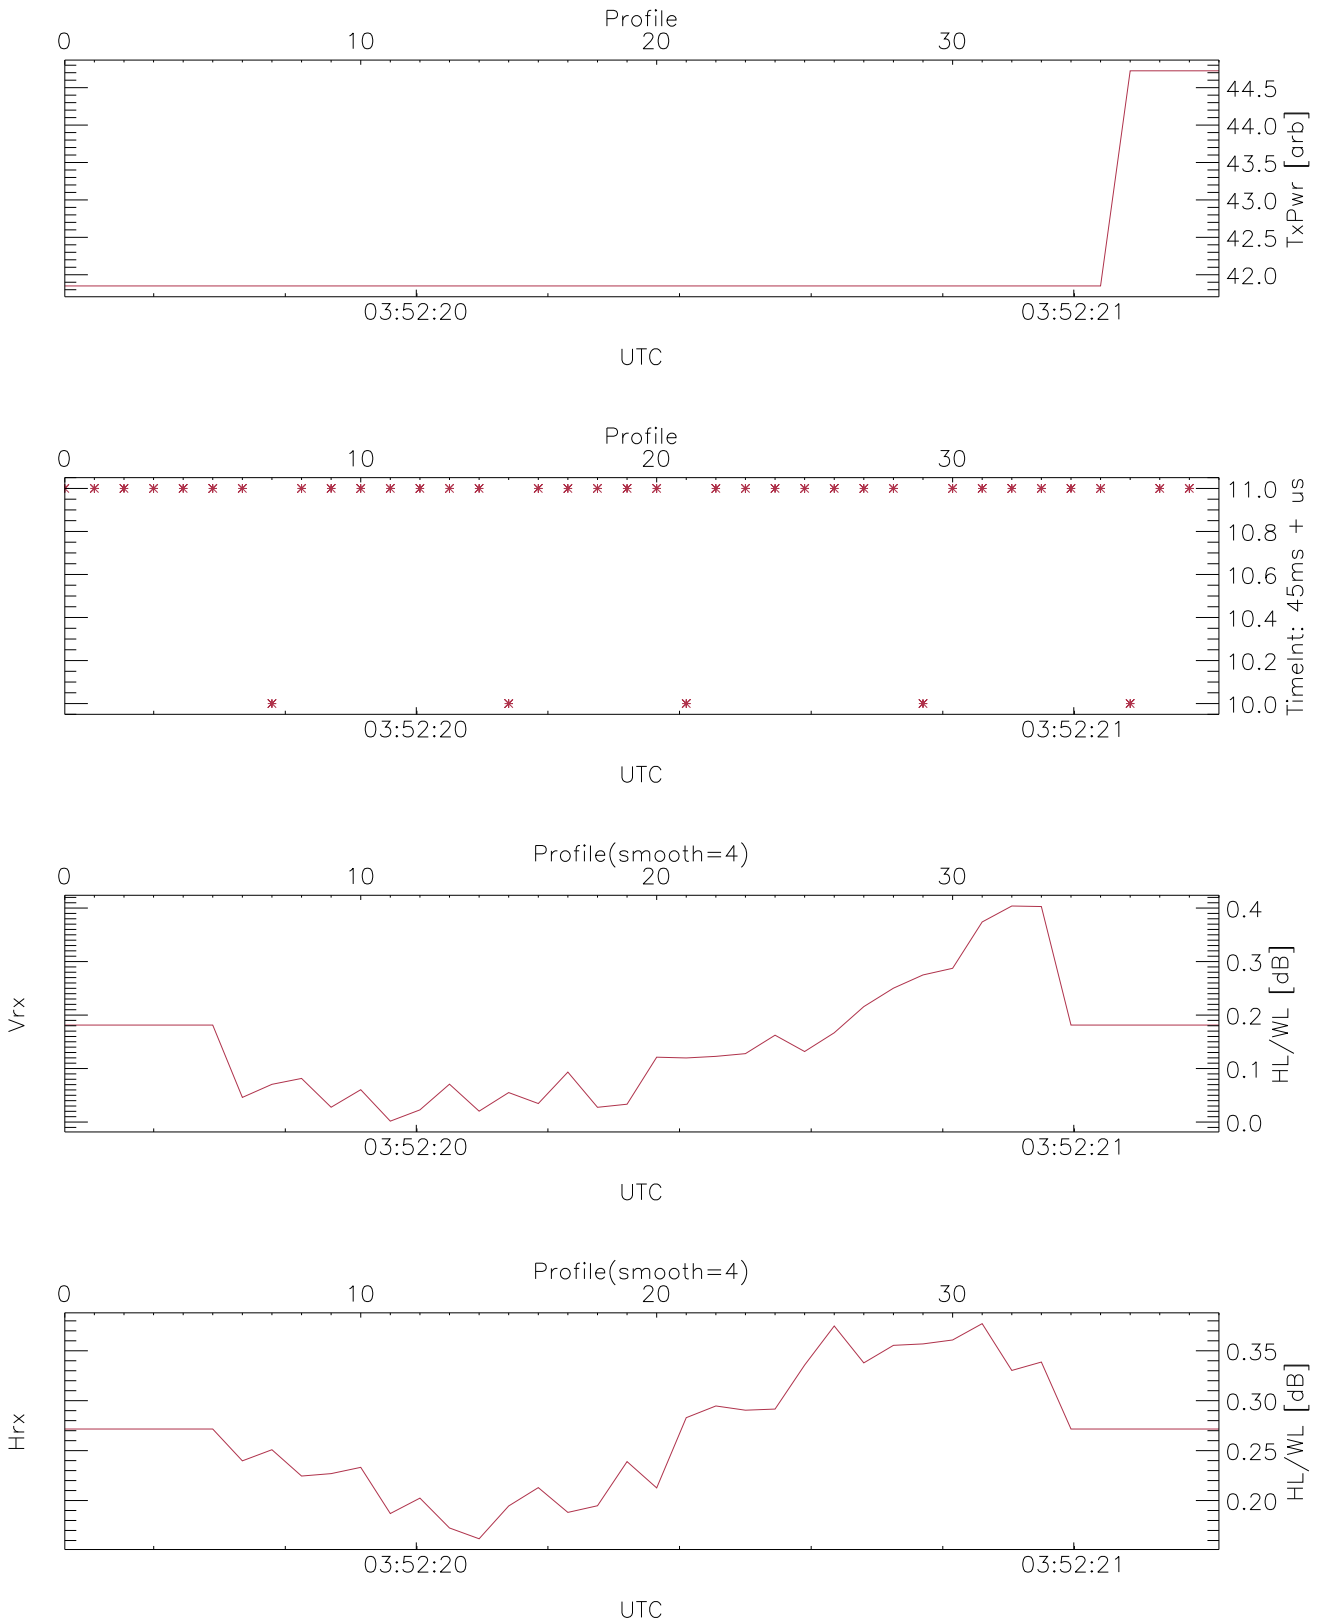 Profile
0 10 20 30
44.5
44.0
43.5
43.0
42.5
42.0
TxPwr [arb]
03:52:20 03:52:21
UTC
Profile
0 10 20 30
11.0
10.8
10.6
10.4
10.2
10.0
TimeInt: 45ms + us
03:52:20 03:52:21
UTC
Profile(smooth=4)
0 10 20 30
Vrx
0.4
0.3
0.2
0.1
0.0
HL/WL [dB]
03:52:20 03:52:21
UTC
Profile(smooth=4)
0 10 20 30
Hrx
0.35
0.30
0.25
0.20
HL/WL [dB]
03:52:20 03:52:21
UTC